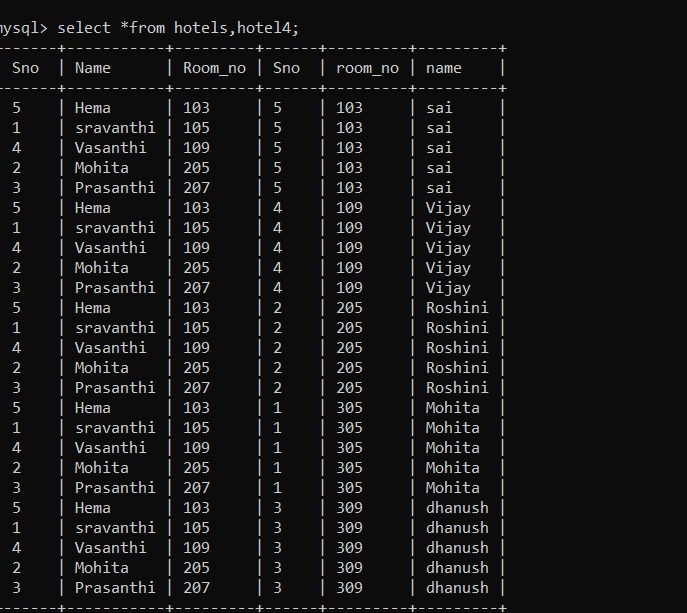 mysql> select *from hotels,hotel4;
------+-----------+---------+------+---------+---------+
Sno | Name | Room_no | Sno | room_no | name |
------+-----------+---------+------+---------+---------+
5 | Hema | 103 | 5 | 103 | sai |
1 | sravanthi | 105 | 5 | 103 | sai |
4 | Vasanthi | 109 | 5 | 103 | sai |
2 | Mohita | 205 | 5 | 103 | sai |
3 | Prasanthi | 207 | 5 | 103 | sai |
5 | Hema | 103 | 4 | 109 | Vijay |
1 | sravanthi | 105 | 4 | 109 | Vijay |
4 | Vasanthi | 109 | 4 | 109 | Vijay |
2 | Mohita | 205 | 4 | 109 | Vijay |
3 | Prasanthi | 207 | 4 | 109 | Vijay |
5 | Hema | 103 | 2 | 205 | Roshini |
1 | sravanthi | 105 | 2 | 205 | Roshini |
4 | Vasanthi | 109 | 2 | 205 | Roshini |
2 | Mohita | 205 | 2 | 205 | Roshini |
3 | Prasanthi | 207 | 2 | 205 | Roshini |
5 | Hema | 103 | 1 | 305 | Mohita |
1 | sravanthi | 105 | 1 | 305 | Mohita |
4 | Vasanthi | 109 | 1 | 305 | Mohita |
2 | Mohita | 205 | 1 | 305 | Mohita |
3 | Prasanthi | 207 | 1 | 305 | Mohita |
5 | Hema | 103 | 3 | 309 | dhanush |
1 | sravanthi | 105 | 3 | 309 | dhanush |
4 | Vasanthi | 109 | 3 | 309 | dhanush |
2 | Mohita | 205 | 3 | 309 | dhanush |
3 | Prasanthi | 207 | 3 | 309 | dhanush |
------+-----------+---------+------+---------+---------+